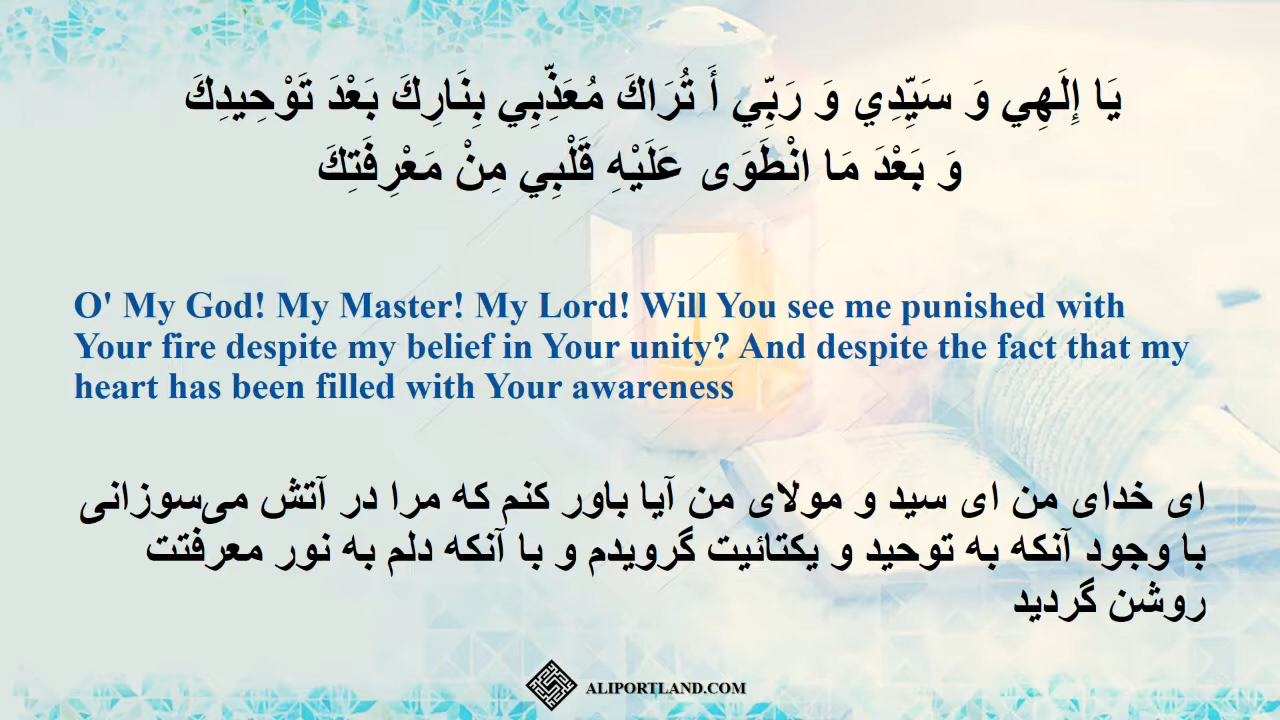 يَا إِلَهِي وَ سَيِّدِي وَ رَبِّي أَ تُرَاكَ مُعَذِّبِي بِنَارِكَ بَعْدَ تَوْحِيدِكَ
وَ بَعْدَ مَا انْطَوَى عَلَيْهِ قَلْبِي مِنْ مَعْرِفَتِكَ
O' My God! My Master! My Lord! Will You see me punished with
Your fire despite my belief in Your unity? And despite the fact that my
heart has been filled with Your awareness
ای خدای من ای سید و مولای من آیا باور کنم که مرا در آتش می‌سوزانی
با وجود آنکه به توحید و یکتائیت گرویدم و با آنکه دلم به نور معرفتت
روشن گردید
ALIPORTLAND.COM